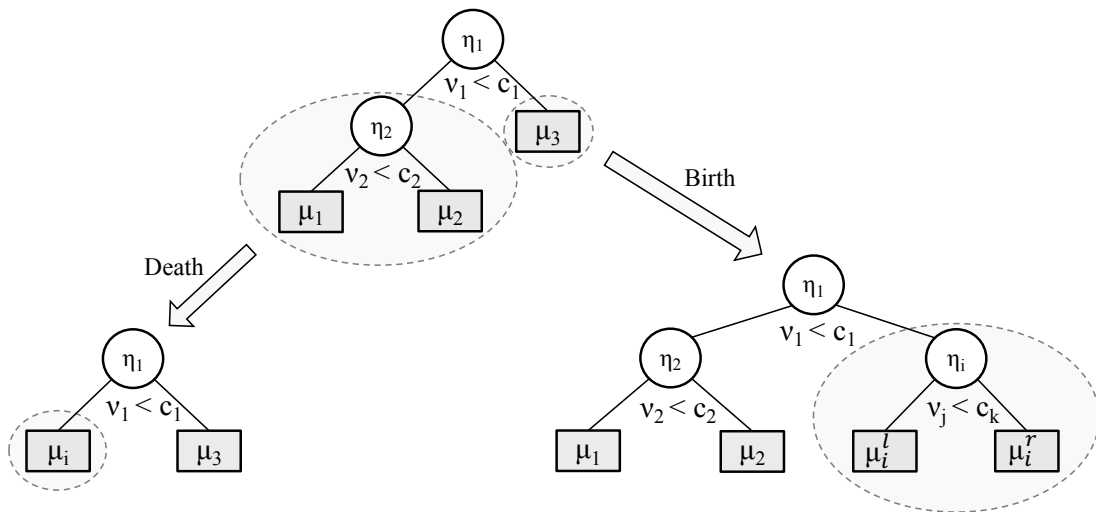 η₁
ν₁ < c₁
η₂
μ₃
ν₂ < c₂
μ₁
μ₂
Birth
Death
η₁
ν₁ < c₁
μᵢ
μ₃
η₁
ν₁ < c₁
η₂
ηᵢ
ν₂ < c₂
νⱼ < cₖ
μ₁
μ₂
μᵢˡ
μᵢʳ